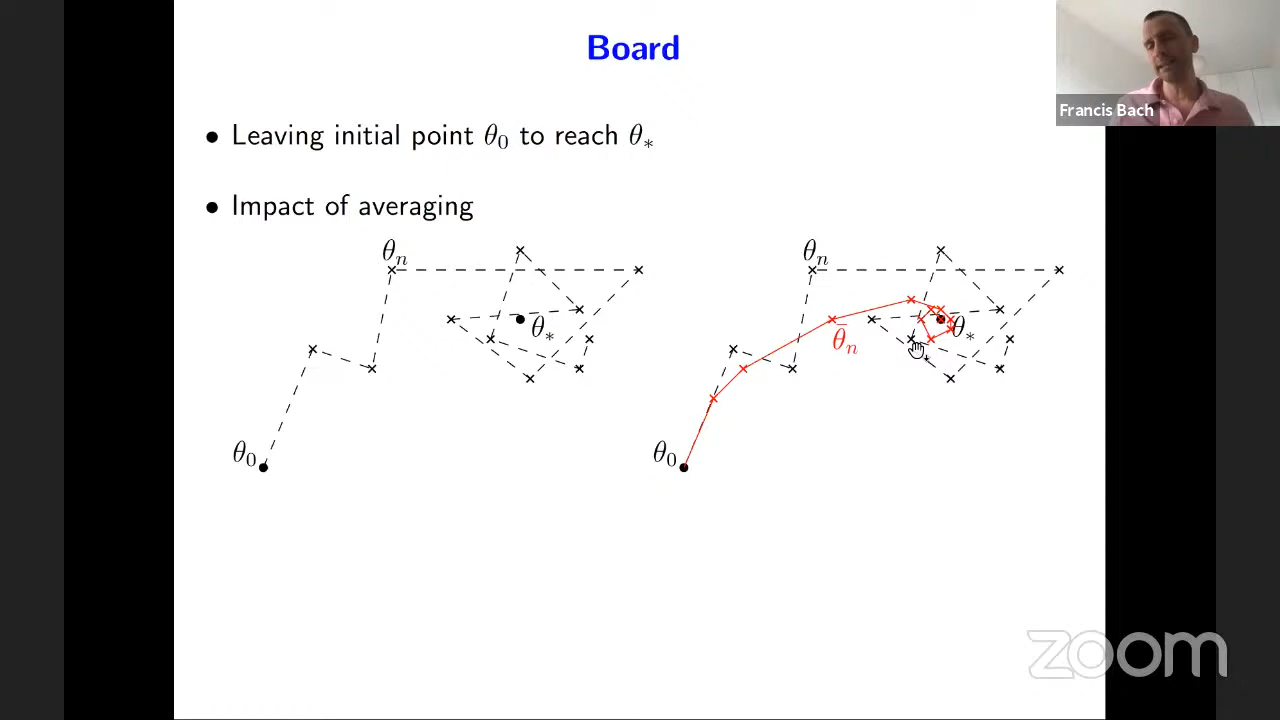 Board
Francis Bach
• Leaving initial point θ₀ to reach θ∗
• Impact of averaging
θₙ
θ∗
θ₀
θₙ
θ̄ₙ
θ∗
θ₀
zoom